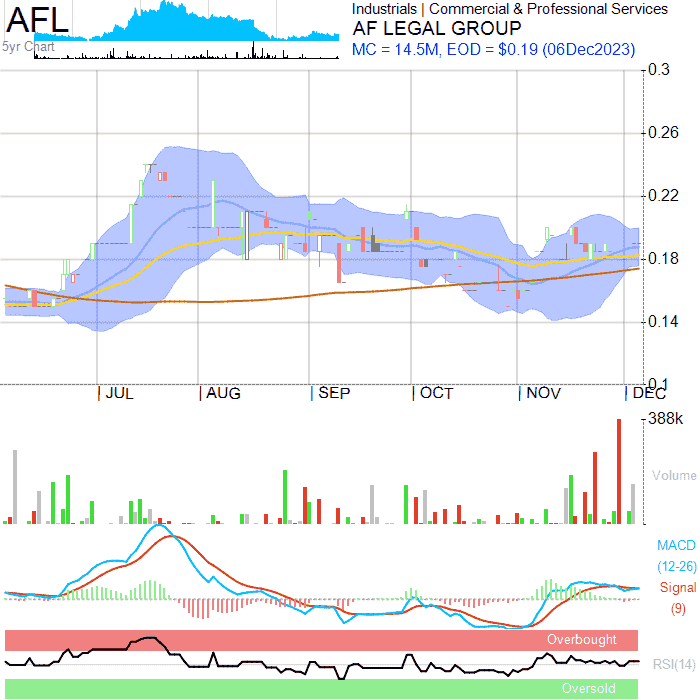 AFL
5yr Chart
Industrials | Commercial & Professional Services
AF LEGAL GROUP
MC = 14.5M, EOD = $0.19 (06Dec2023)
0.3
0.26
0.22
0.18
0.14
0.1
JUL AUG SEP OCT NOV DEC
388k
Volume
MACD
(12-26)
Signal
(9)
Overbought
RSI(14)
Oversold